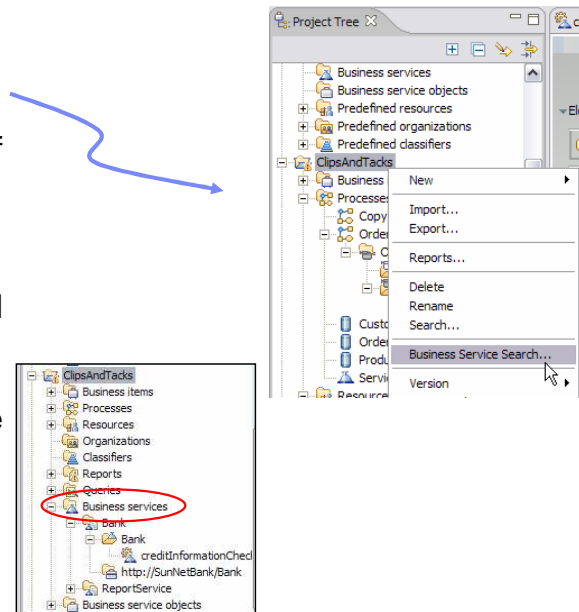 Project Tree
Business services
Business service objects
Predefined resources
Predefined organizations
Predefined classifiers
ClipsAndTacks
Business
Processes
Copy
Order
Custo
Order
Produ
Servi
Resource
New
Import...
Export...
Reports...
Delete
Rename
Search...
Business Service Search...
Version
ClipsAndTacks
Business items
Processes
Resources
Organizations
Classifiers
Reports
Queries
Business services
Bank
Bank
creditInformationChecl
http://SunNetBank/Bank
ReportService
Business service objects